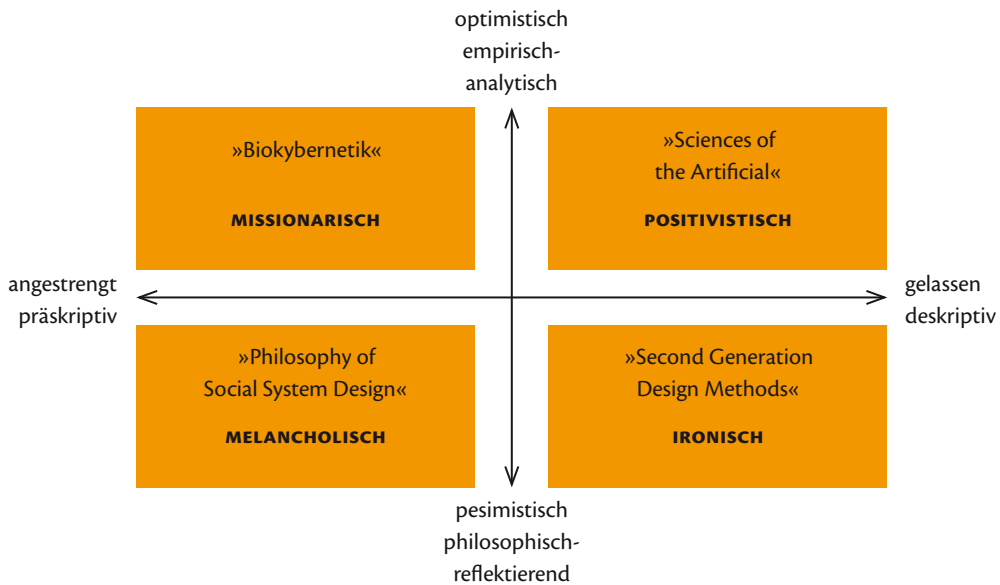 optimistisch
empirisch-
analytisch
»Biokybernetik«
MISSIONARISCH
»Sciences of
the Artificial«
POSITIVISTISCH
angestrengt
präskriptiv
gelassen
deskriptiv
»Philosophy of
Social System Design«
MELANCHOLISCH
»Second Generation
Design Methods«
IRONISCH
pesimistisch
philosophisch-
reflektierend